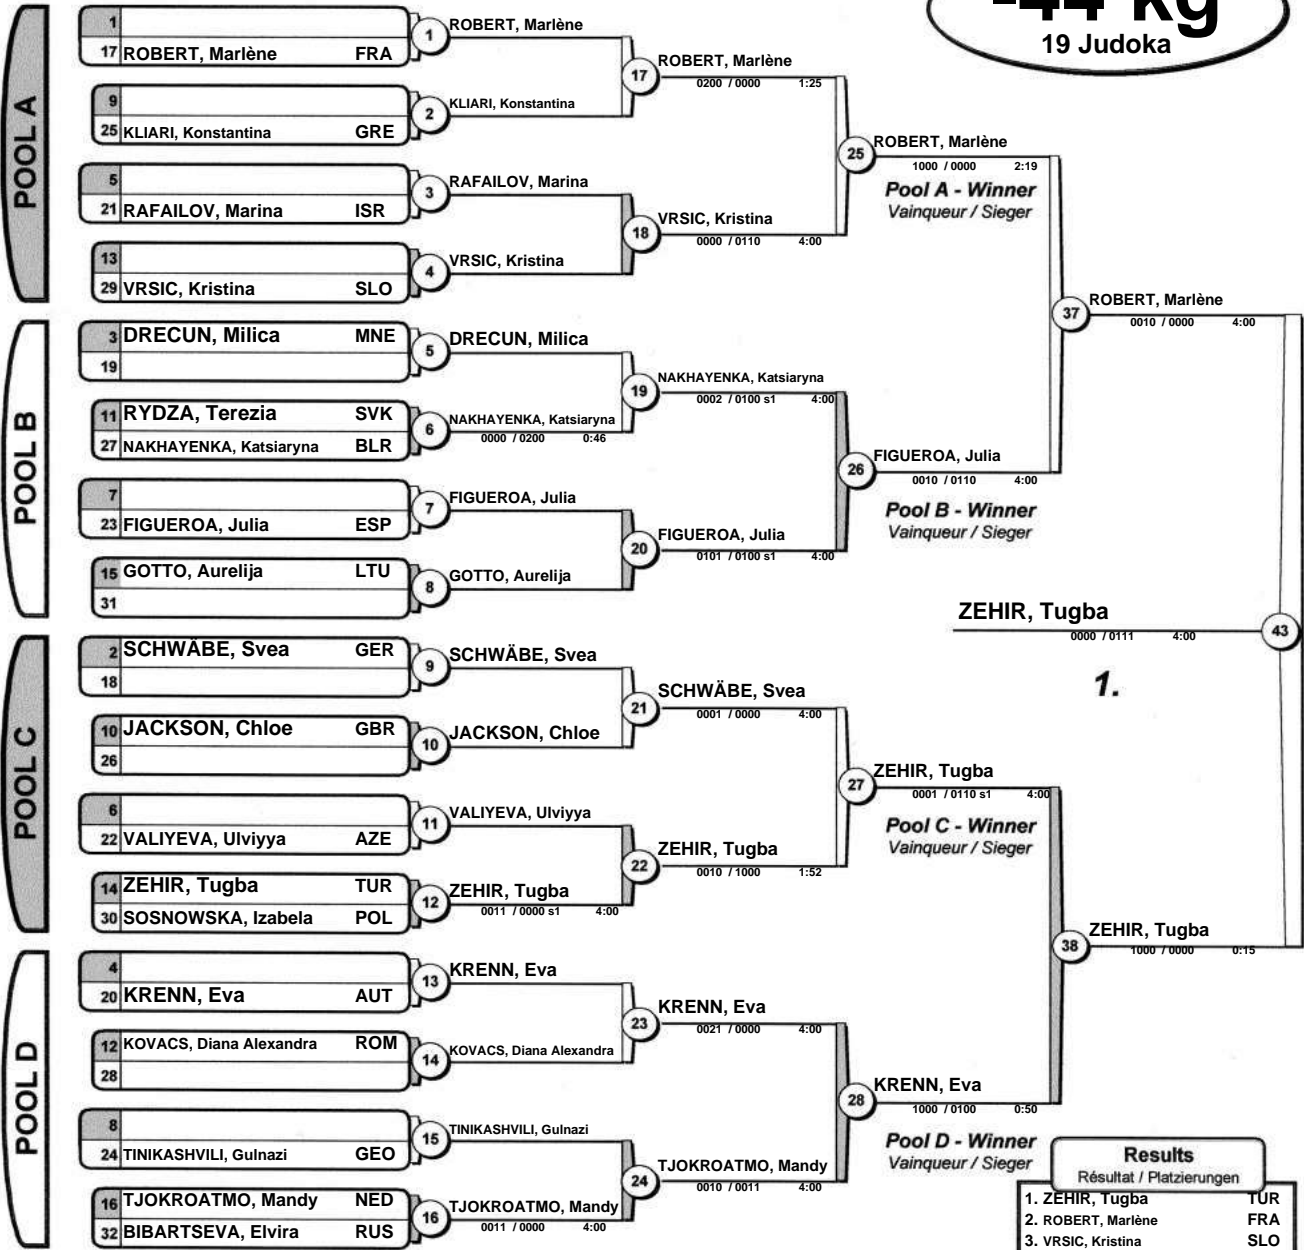 -44 kg
19 Judoka
POOL A
1
17 ROBERT, Marlène FRA
1 ROBERT, Marlène
9
25 KLIARI, Konstantina GRE
2 KLIARI, Konstantina
17 ROBERT, Marlène
0200 / 0000 1:25
5
21 RAFAILOV, Marina ISR
3 RAFAILOV, Marina
13
29 VRSIC, Kristina SLO
4 VRSIC, Kristina
18 VRSIC, Kristina
0000 / 0110 4:00
25 ROBERT, Marlène
1000 / 0000 2:19
Pool A - Winner
Vainqueur / Sieger
POOL B
3 DRECUN, Milica MNE
19
5 DRECUN, Milica
11 RYDZA, Terezia SVK
27 NAKHAYENKA, Katsiaryna BLR
6 NAKHAYENKA, Katsiaryna
0000 / 0200 0:46
19 NAKHAYENKA, Katsiaryna
0002 / 0100 s1 4:00
7
23 FIGUEROA, Julia ESP
7 FIGUEROA, Julia
15 GOTTO, Aurelija LTU
31
8 GOTTO, Aurelija
20 FIGUEROA, Julia
0101 / 0100 s1 4:00
26 FIGUEROA, Julia
0010 / 0110 4:00
Pool B - Winner
Vainqueur / Sieger
37 ROBERT, Marlène
0010 / 0000 4:00
ZEHIR, Tugba
0000 / 0111 4:00
43
1.
POOL C
2 SCHWÄBE, Svea GER
18
9 SCHWÄBE, Svea
10 JACKSON, Chloe GBR
26
10 JACKSON, Chloe
21 SCHWÄBE, Svea
0001 / 0000 4:00
6
22 VALIYEVA, Ulviyya AZE
11 VALIYEVA, Ulviyya
14 ZEHIR, Tugba TUR
30 SOSNOWSKA, Izabela POL
12 ZEHIR, Tugba
0011 / 0000 s1 4:00
22 ZEHIR, Tugba
0010 / 1000 1:52
27 ZEHIR, Tugba
0001 / 0110 s1 4:00
Pool C - Winner
Vainqueur / Sieger
38 ZEHIR, Tugba
1000 / 0000 0:15
POOL D
4
20 KRENN, Eva AUT
13 KRENN, Eva
12 KOVACS, Diana Alexandra ROM
28
14 KOVACS, Diana Alexandra
23 KRENN, Eva
0021 / 0000 4:00
8
24 TINIKASHVILI, Gulnazi GEO
15 TINIKASHVILI, Gulnazi
16 TJOKROATMO, Mandy NED
32 BIBARTSEVA, Elvira RUS
16 TJOKROATMO, Mandy
0011 / 0000 4:00
24 TJOKROATMO, Mandy
0010 / 0011 4:00
28 KRENN, Eva
1000 / 0100 0:50
Pool D - Winner
Vainqueur / Sieger
Results
Résultat / Platzierungen
1. ZEHIR, Tugba TUR
2. ROBERT, Marlène FRA
3. VRSIC, Kristina SLO